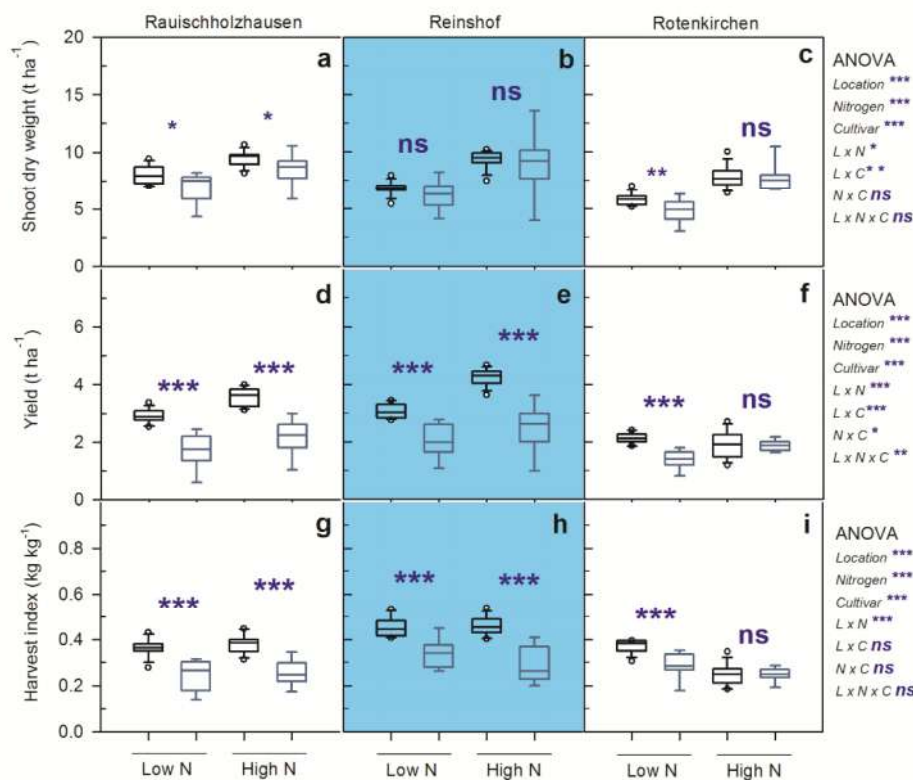 Rauischholzhausen Reinshof Rotenkirchen
Shoot dry weight (t ha⁻¹)
20
15
10
5
0
a
*
*
b
ns
ns
c
**
ns
ANOVA
Location ***
Nitrogen ***
Cultivar ***
L x N *
L x C * *
N x C ns
L x N x C ns
Yield (t ha⁻¹)
6
4
2
0
d
***
***
e
***
***
f
***
ns
ANOVA
Location ***
Nitrogen ***
Cultivar ***
L x N ***
L x C ***
N x C *
L x N x C **
Harvest index (kg kg⁻¹)
0.8
0.6
0.4
0.2
0.0
g
***
***
h
***
***
i
***
ns
ANOVA
Location ***
Nitrogen ***
Cultivar ***
L x N ***
L x C ns
N x C ns
L x N x C ns
Low N High N Low N High N Low N High N